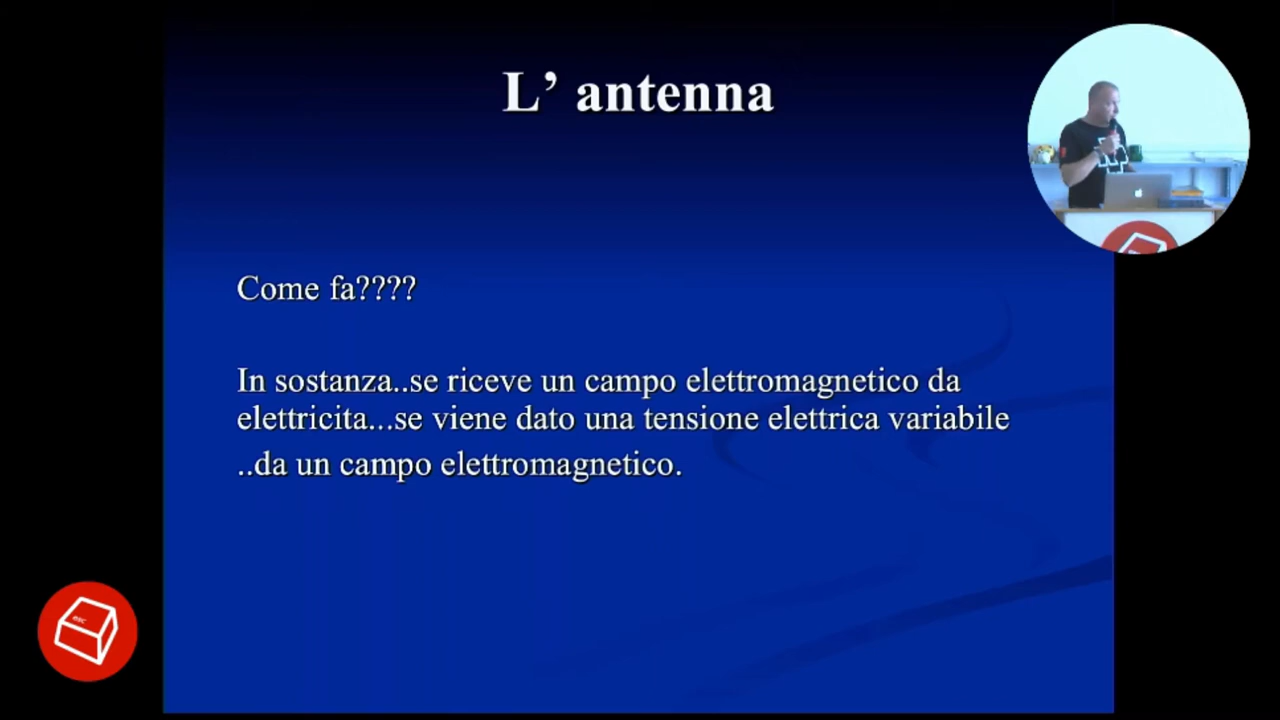 L’ antenna
Come fa????
In sostanza..se riceve un campo elettromagnetico da
elettricita...se viene dato una tensione elettrica variabile
..da un campo elettromagnetico.
esc